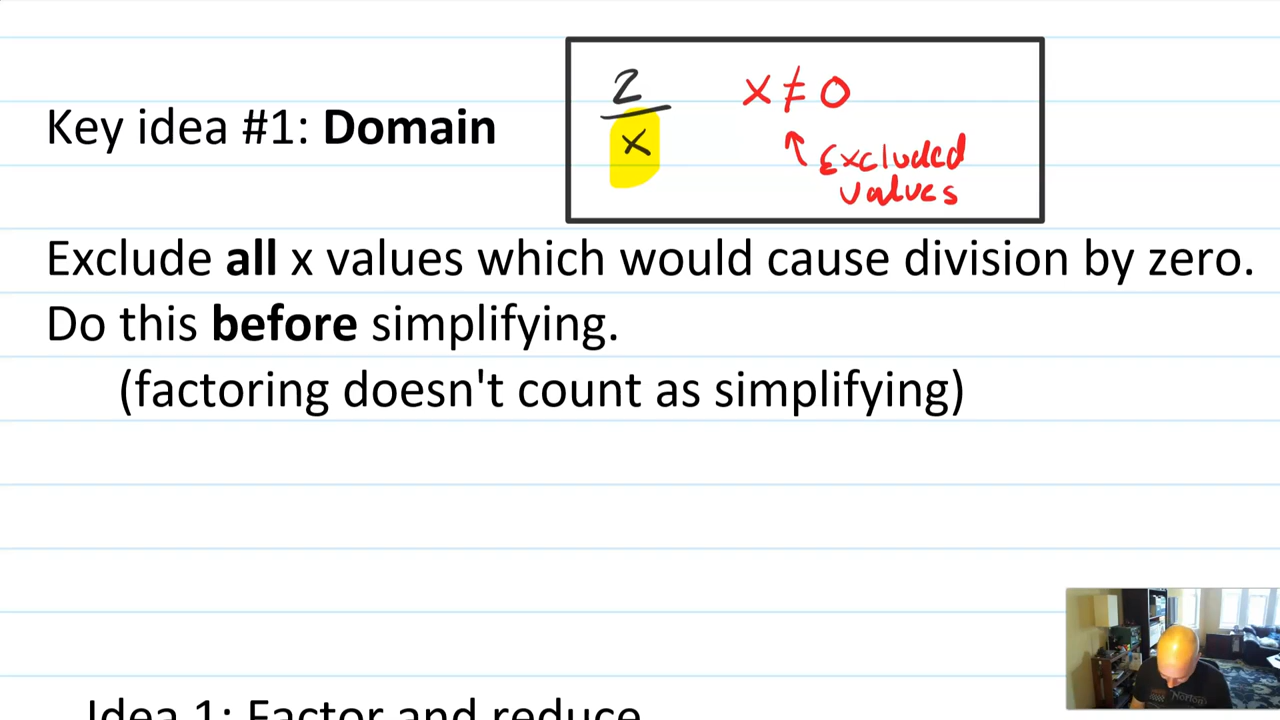 Key idea #1: Domain
2
x
x ≠ 0
↑ Excluded
values
Exclude all x values which would cause division by zero.
Do this before simplifying.
(factoring doesn't count as simplifying)
Idea 1: Factor and reduce